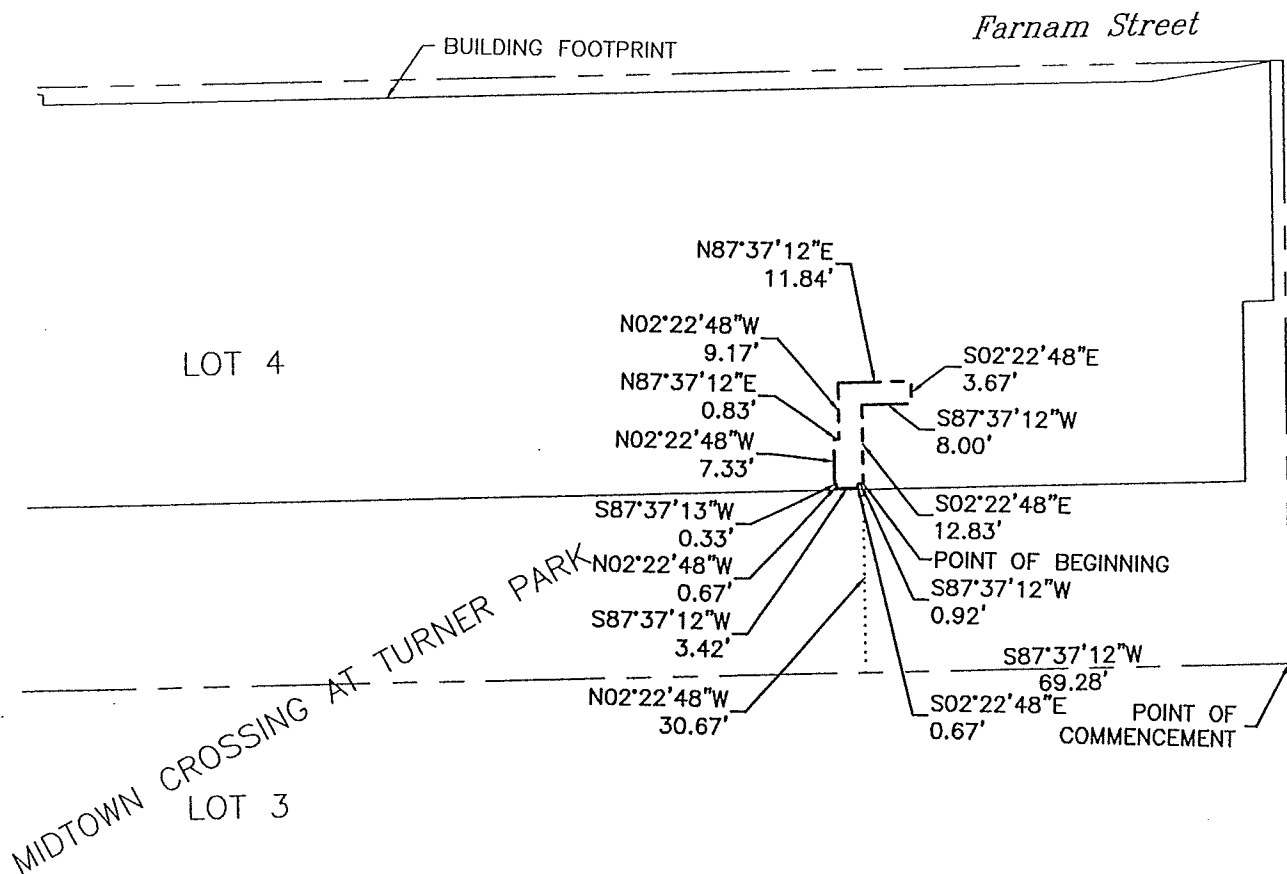 Farnam Street
BUILDING FOOTPRINT
N87°37'12"E
11.84'
N02°22'48"W
9.17'
LOT 4
S02°22'48"E
3.67'
N87°37'12"E
0.83'
S87°37'12"W
8.00'
N02°22'48"W
7.33'
S87°37'13"W
0.33'
S02°22'48"E
12.83'
POINT OF BEGINNING
N02°22'48"W
0.67'
S87°37'12"W
0.92'
S87°37'12"W
3.42'
S87°37'12"W
69.28'
N02°22'48"W
30.67'
S02°22'48"E
0.67'
POINT OF
COMMENCEMENT
MIDTOWN CROSSING AT TURNER PARK
LOT 3